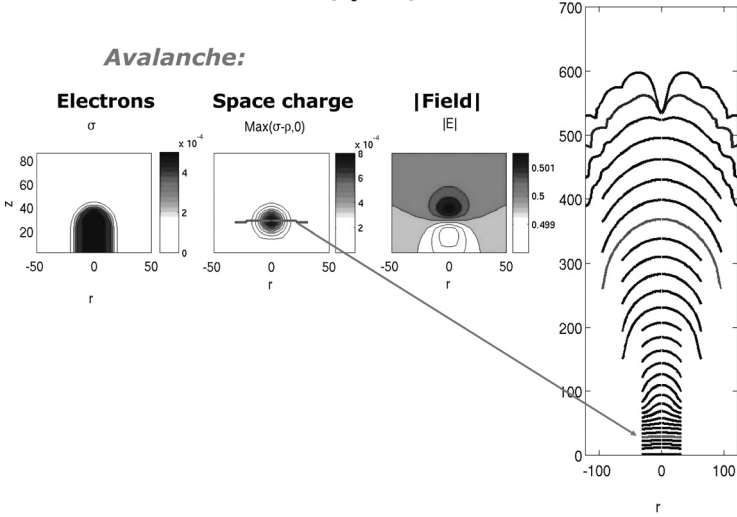 Avalanche:
Electrons
Space charge
|Field|
σ
Max(σ-ρ,0)
|E|
x 10⁻⁴
x 10⁻⁴
80
60
40
20
z
-50
0
50
r
4
2
0
-50
0
50
r
8
6
4
2
-50
0
50
r
0.501
0.5
0.499
700
600
500
400
300
200
100
0
-100
0
100
r